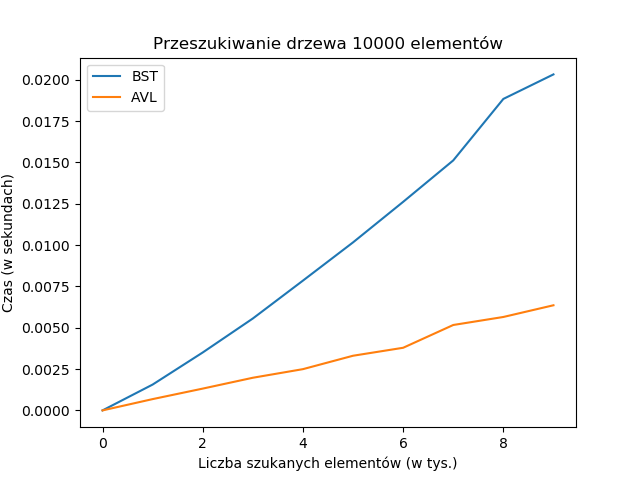 Przeszukiwanie drzewa 10000 elementów
BST
AVL
0.0200
0.0175
0.0150
0.0125
0.0100
0.0075
0.0050
0.0025
0.0000
Czas (w sekundach)
0 2 4 6 8
Liczba szukanych elementów (w tys.)